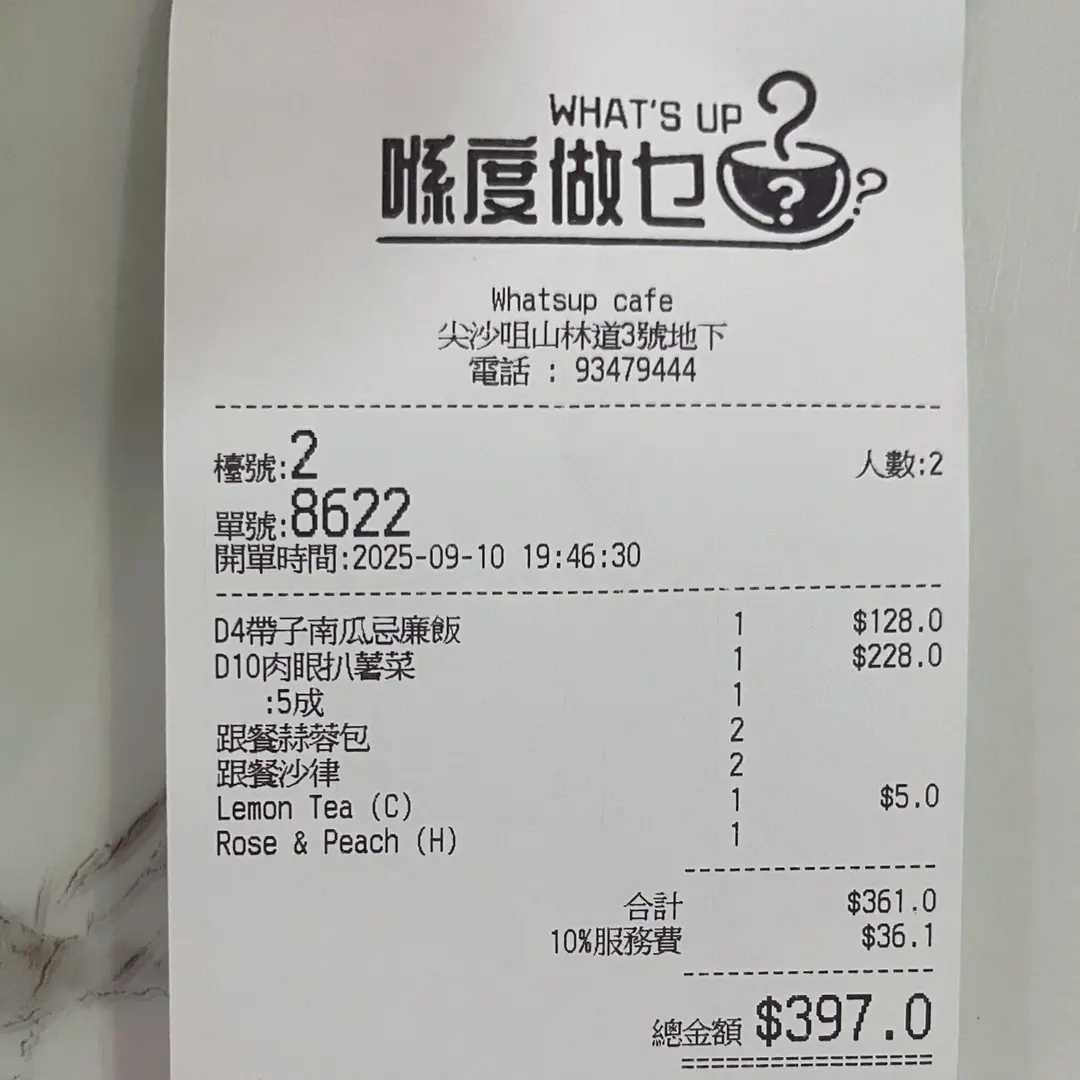 WHAT'S UP
喺度做乜
Whatsup cafe
尖沙咀山林道3號地下
電話 : 93479444
檯號:2 人數:2
單號:8622
開單時間:2025-09-10 19:46:30
D4帶子南瓜忌廉飯 1 $128.0
D10肉眼扒薯菜 1 $228.0
:5成 1
跟餐蒜蓉包 2
跟餐沙律 2
Lemon Tea (C) 1 $5.0
Rose & Peach (H) 1
合計 $361.0
10%服務費 $36.1
總金額 $397.0